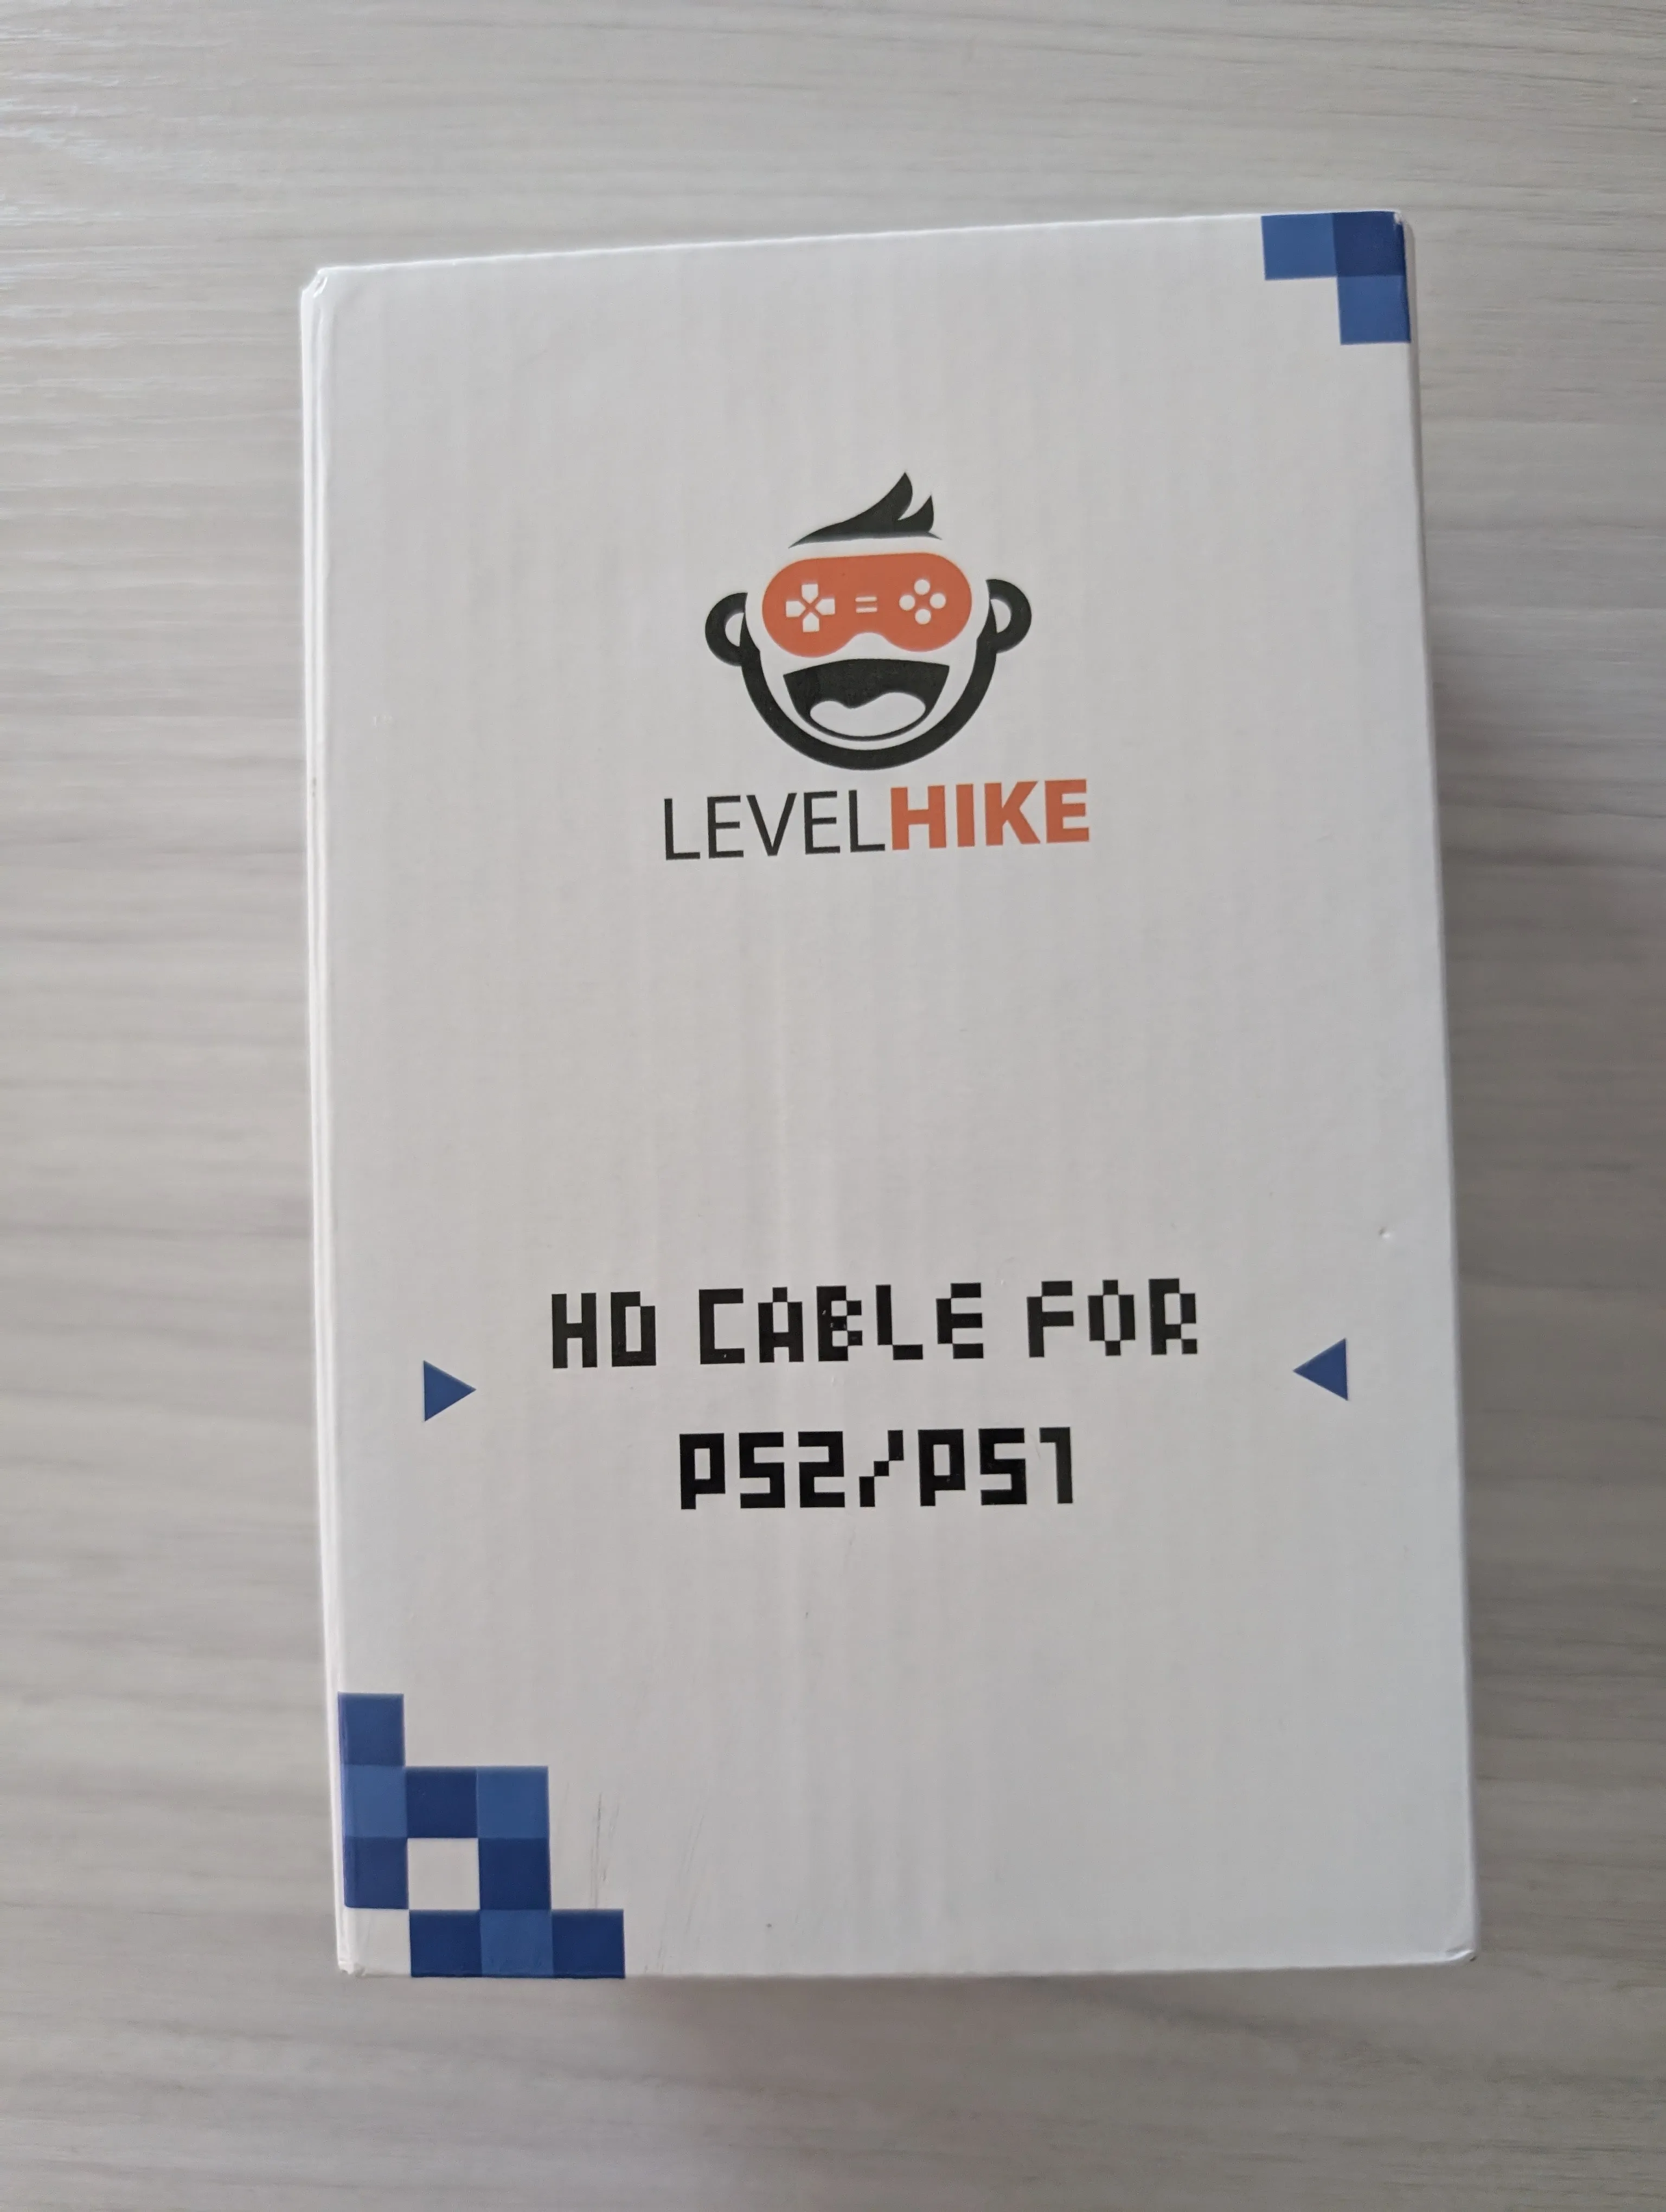 LEVELHIKE
HD CABLE FOR
PS2/PS1